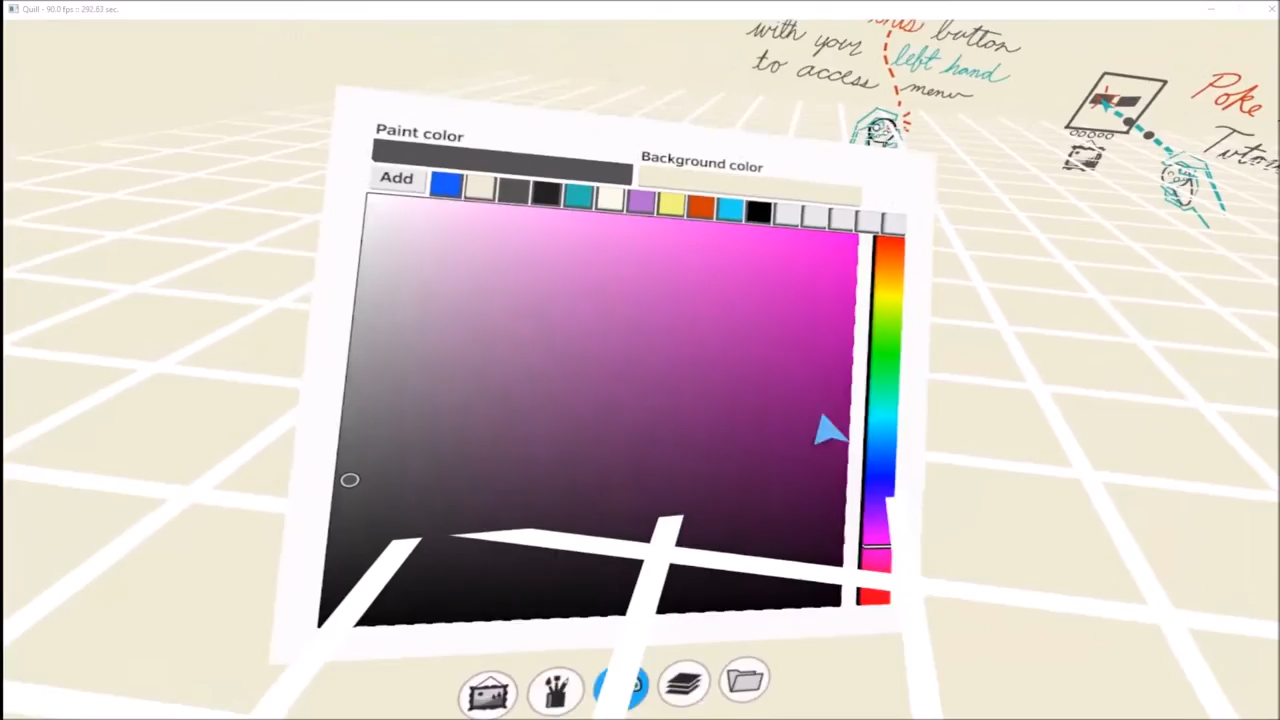 Quill - 90.0 fps :: 292.63 sec.
this button
with your left hand
to access menu
Poke
Paint color
Background color
Add